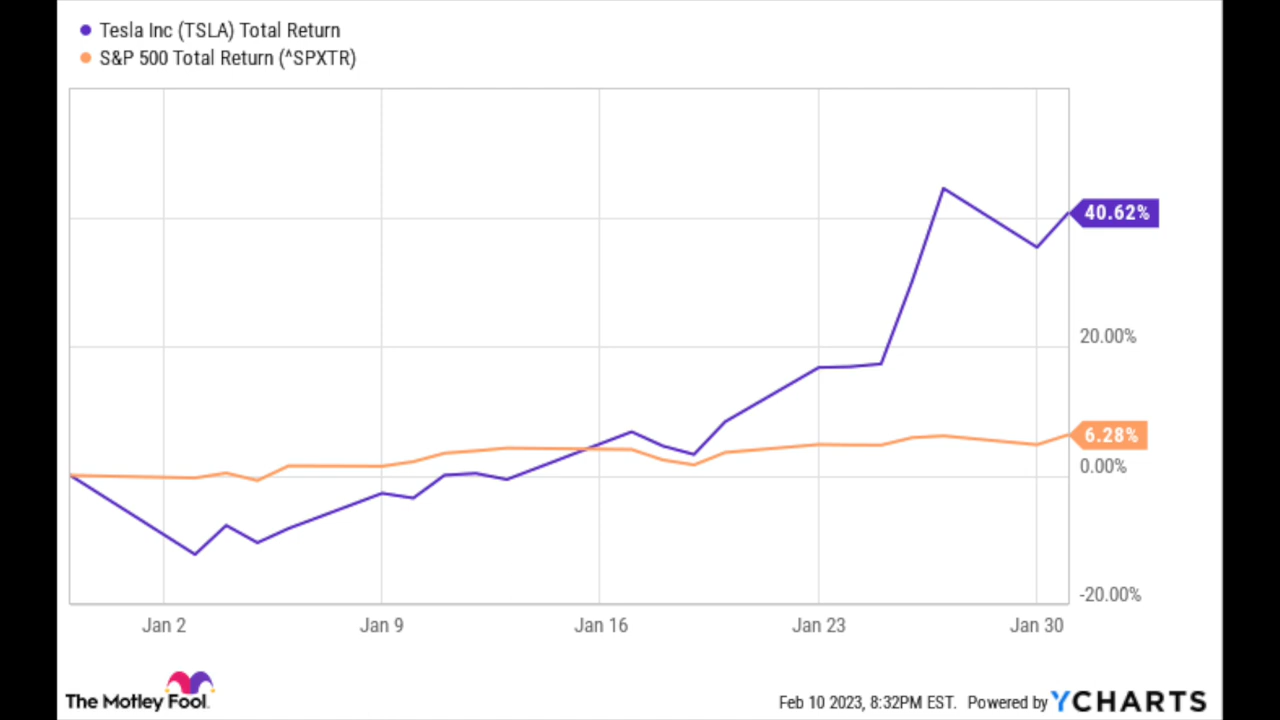 Tesla Inc (TSLA) Total Return
S&P 500 Total Return (^SPXTR)
40.62%
20.00%
6.28%
0.00%
-20.00%
Jan 2 Jan 9 Jan 16 Jan 23 Jan 30
The Motley Fool.
Feb 10 2023, 8:32PM EST. Powered by YCHARTS